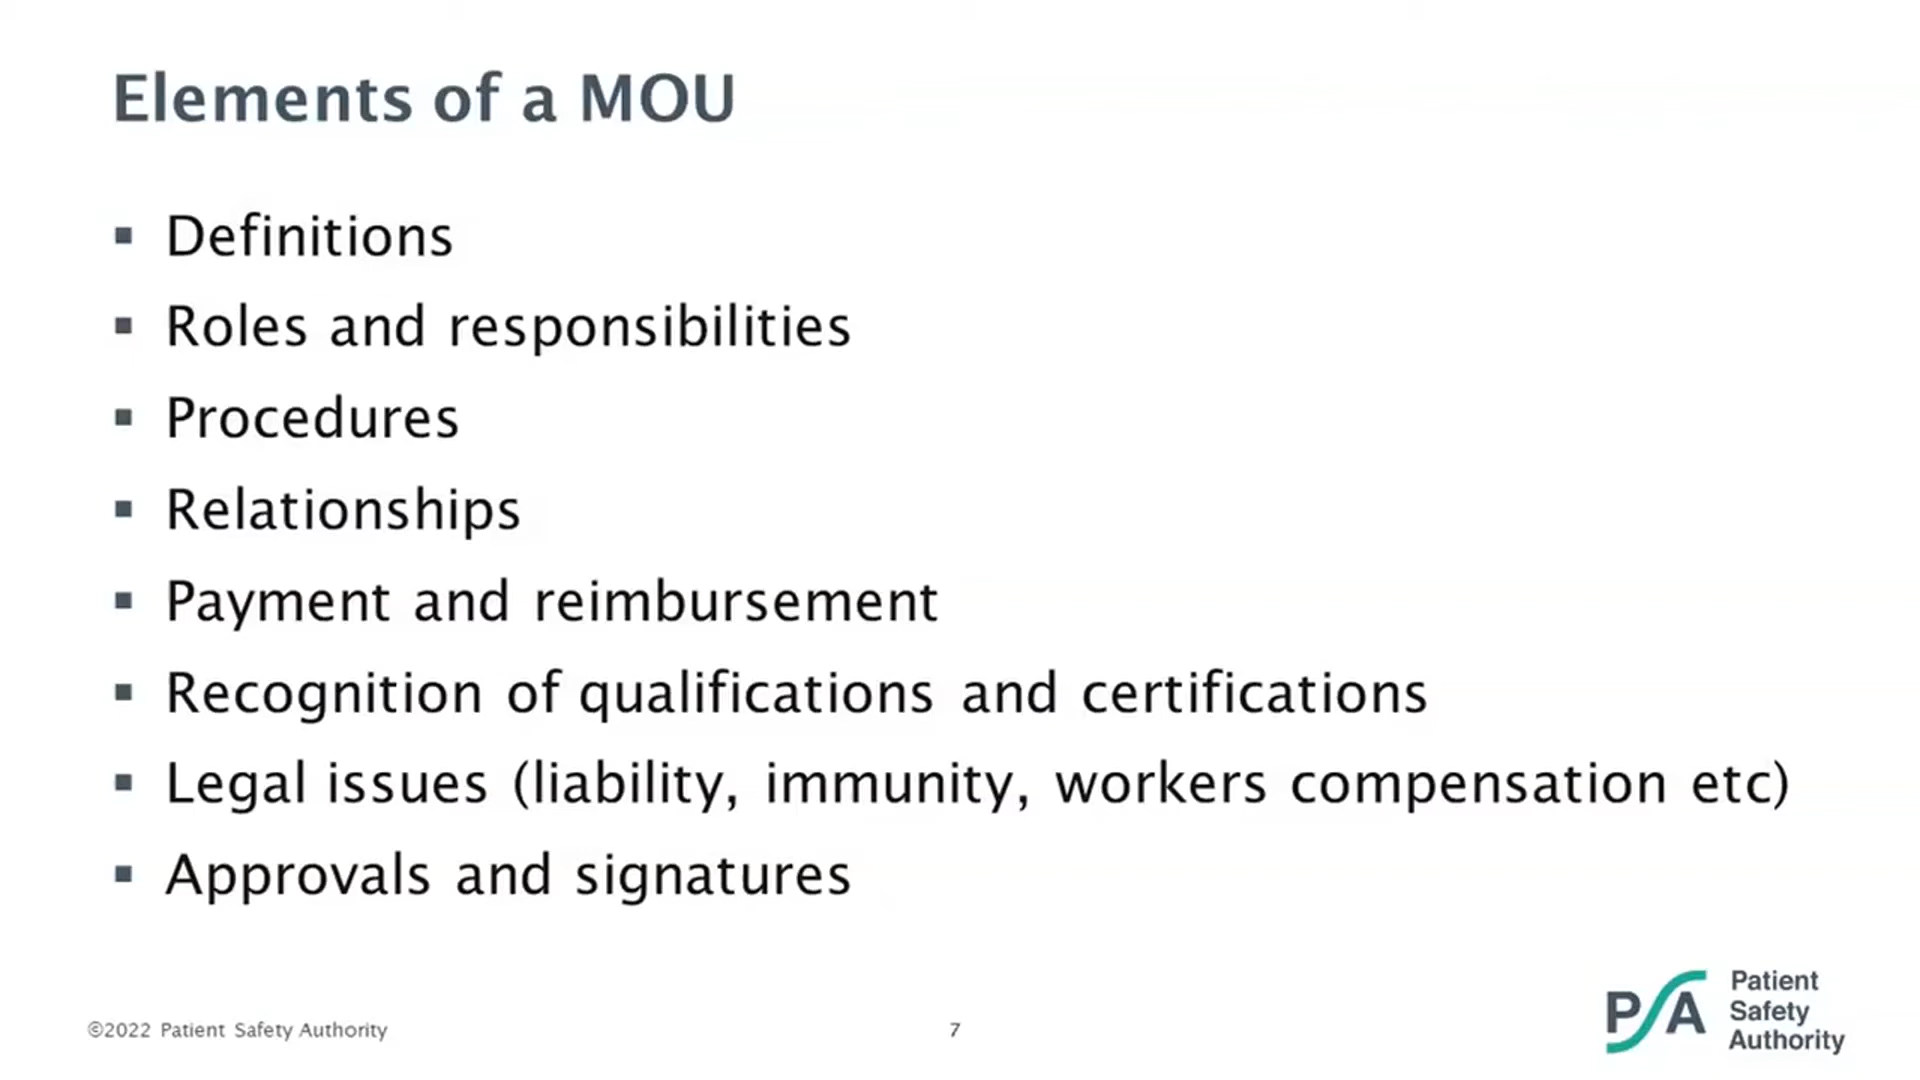 Elements of a MOU
▪ Definitions
▪ Roles and responsibilities
▪ Procedures
▪ Relationships
▪ Payment and reimbursement
▪ Recognition of qualifications and certifications
▪ Legal issues (liability, immunity, workers compensation etc)
▪ Approvals and signatures
©2022 Patient Safety Authority
7
PSA
Patient
Safety
Authority